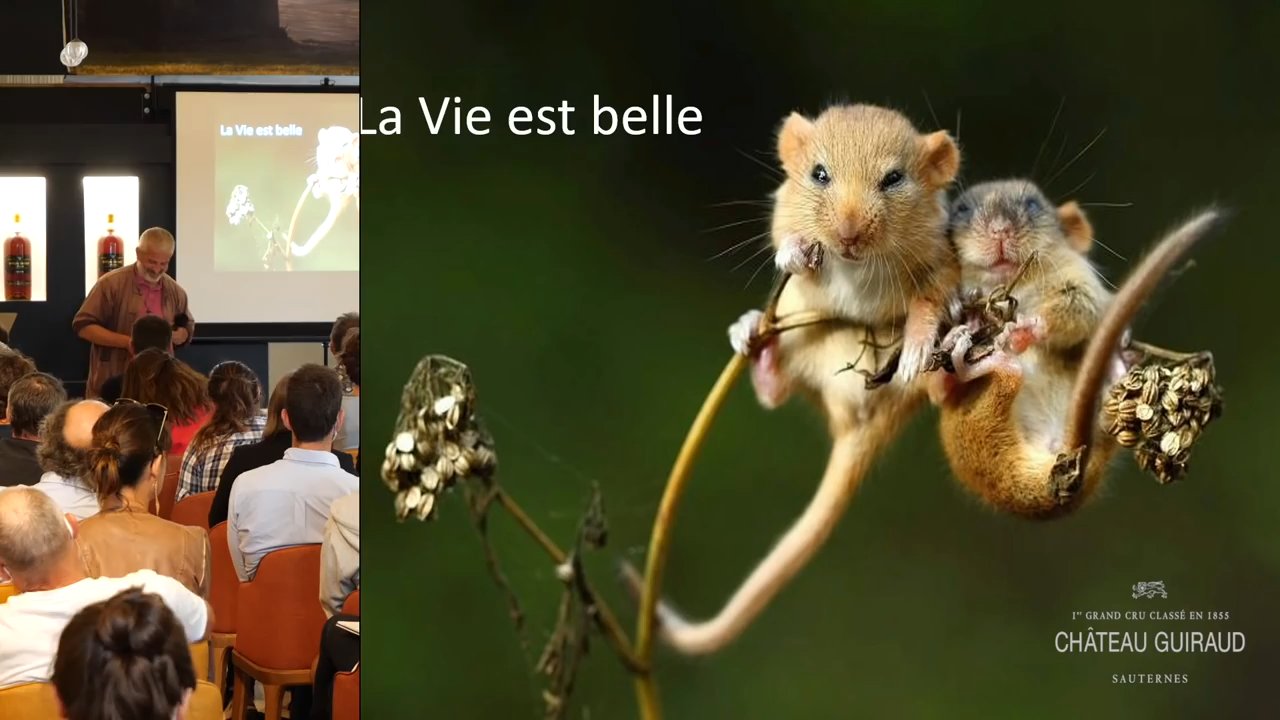 La Vie est belle
La Vie est belle
1er GRAND CRU CLASSÉ EN 1855
CHÂTEAU GUIRAUD
SAUTERNES